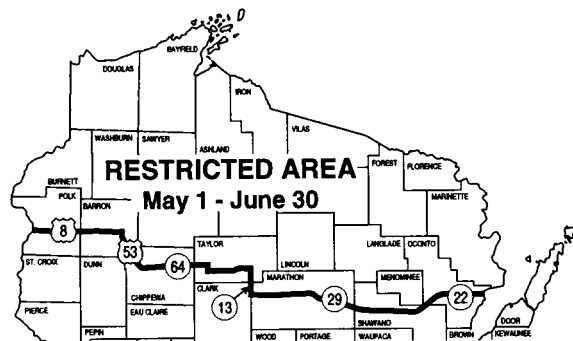 BAYFIELD
DOUGLAS
IRON
VILAS
WASHBURN
SAWYER
ASHLAND
FOREST
FLORENCE
RESTRICTED AREA
May 1 - June 30
BURNETT
POLK
BARRON
MARINETTE
8
53
64
TAYLOR
LINCOLN
LANGLADE
OCONTO
ST. CROIX
DUNN
CHIPPEWA
CLARK
MARATHON
MENOMINEE
13
29
22
PIERCE
EAU CLAIRE
SHAWANO
DOOR
PEPIN
WOOD
PORTAGE
WAUPACA
BROWN
KEWAUNEE